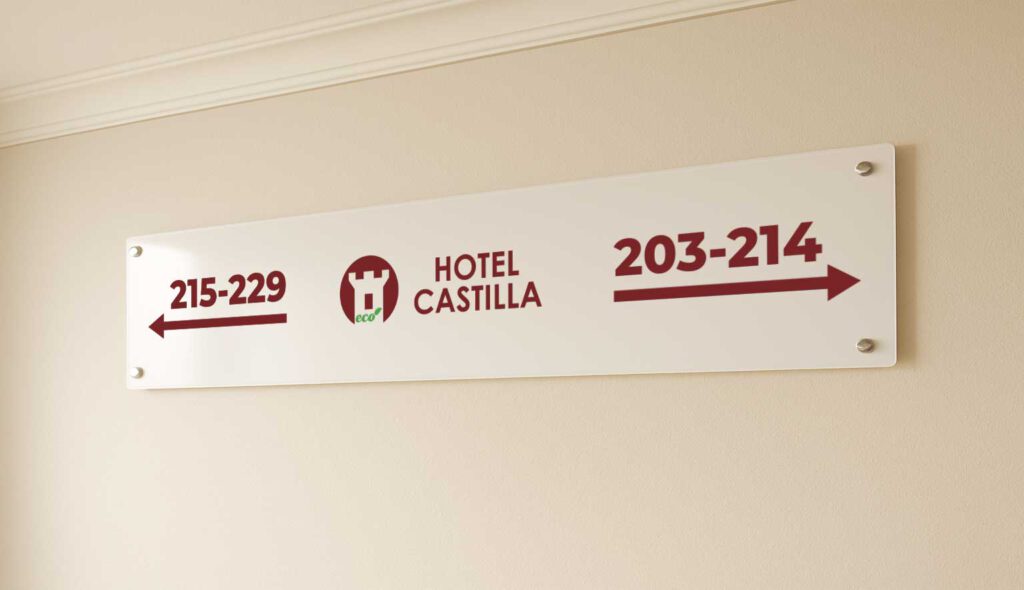 215-229
eco
HOTEL
CASTILLA
203-214